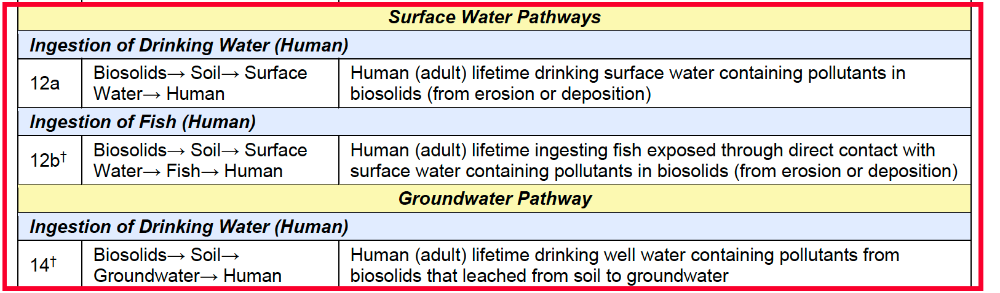 Surface Water Pathways
Ingestion of Drinking Water (Human)
12a
Biosolids→ Soil→ Surface
Water→ Human
Human (adult) lifetime drinking surface water containing pollutants in
biosolids (from erosion or deposition)
Ingestion of Fish (Human)
12b†
Biosolids→ Soil→ Surface
Water→ Fish→ Human
Human (adult) lifetime ingesting fish exposed through direct contact with
surface water containing pollutants in biosolids (from erosion or deposition)
Groundwater Pathway
Ingestion of Drinking Water (Human)
14†
Biosolids→ Soil→
Groundwater→ Human
Human (adult) lifetime drinking well water containing pollutants from
biosolids that leached from soil to groundwater